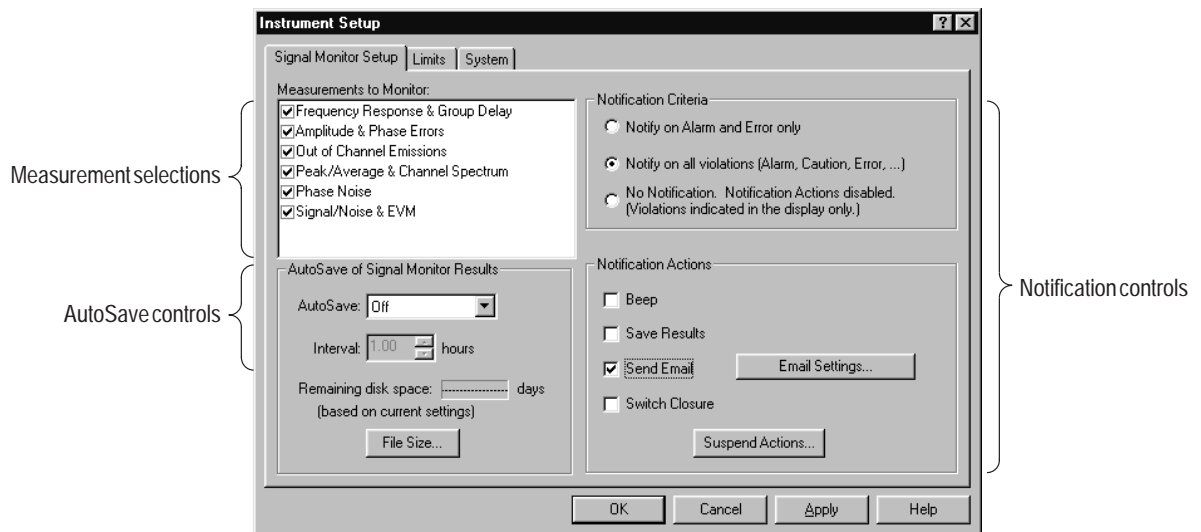 Instrument Setup
Signal Monitor Setup Limits System
Measurements to Monitor:
Frequency Response & Group Delay
Amplitude & Phase Errors
Out of Channel Emissions
Peak/Average & Channel Spectrum
Phase Noise
Signal/Noise & EVM
Measurement selections
AutoSave of Signal Monitor Results
AutoSave: Off
Interval: 1.00 hours
Remaining disk space: ---------------- days
(based on current settings)
File Size...
AutoSave controls
Notification Criteria
Notify on Alarm and Error only
Notify on all violations (Alarm, Caution, Error, ...)
No Notification. Notification Actions disabled.
(Violations indicated in the display only.)
Notification Actions
Beep
Save Results
Send Email Email Settings...
Switch Closure
Suspend Actions...
Notification controls
OK Cancel Apply Help